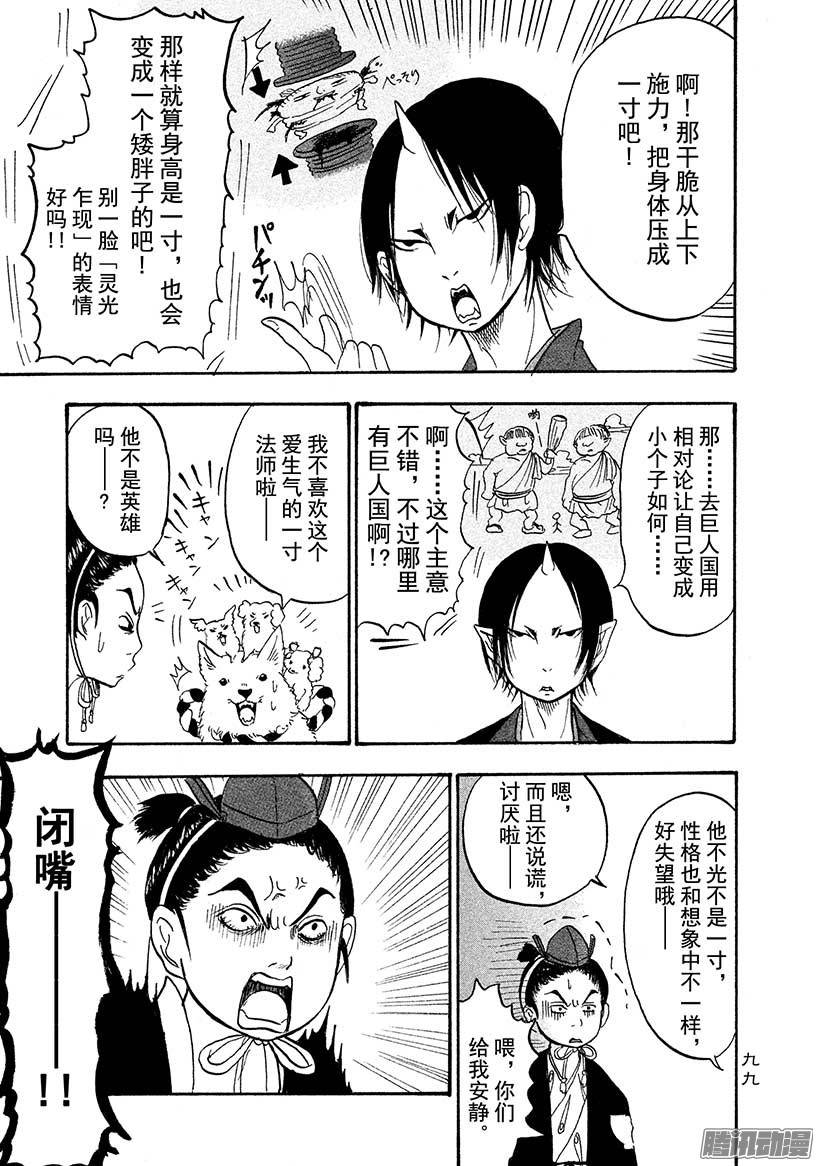 啊！那干脆从上下
施力，把身体压成
一寸吧！
ぺっそり
パチンッ
那样就算身高是一寸，也会
变成一个矮胖子的吧！
别一脸「灵光
乍现」的表情
好吗！！
那……去巨人国用
相对论让自己变成
小个子如何……
哟
啊……这个主意
不错，不过哪里
有巨人国啊！？
我不喜欢这个
爱生气的一寸
法师啦——
キャン
キャン
キャン
他不是英雄
吗——？
他不光不是一寸，
性格也和想象中不一样，
好失望哦——
嗯，
而且还说谎，
讨厌啦——
喂，你们
给我安静。
闭嘴——！！
九九
腾讯动漫